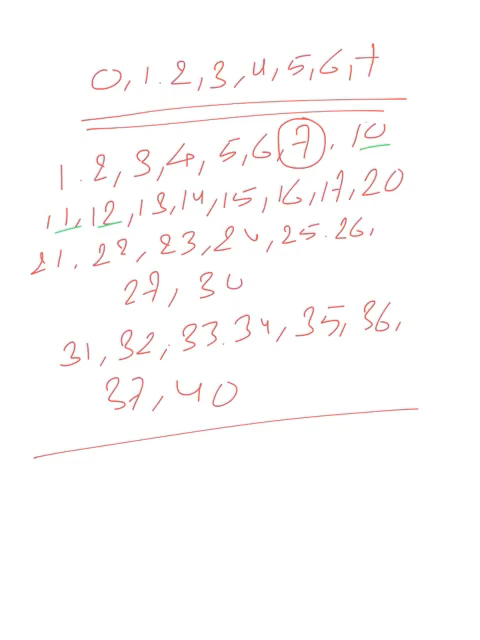 0, 1.2, 3, 4, 5, 6, 7
1.2, 3, 4, 5, 6, 7. 10
11, 12, 13, 14, 15, 16, 17, 20
21. 22, 23, 24, 25. 26.
27, 30
31, 32, 33. 34, 35, 36,
37, 40